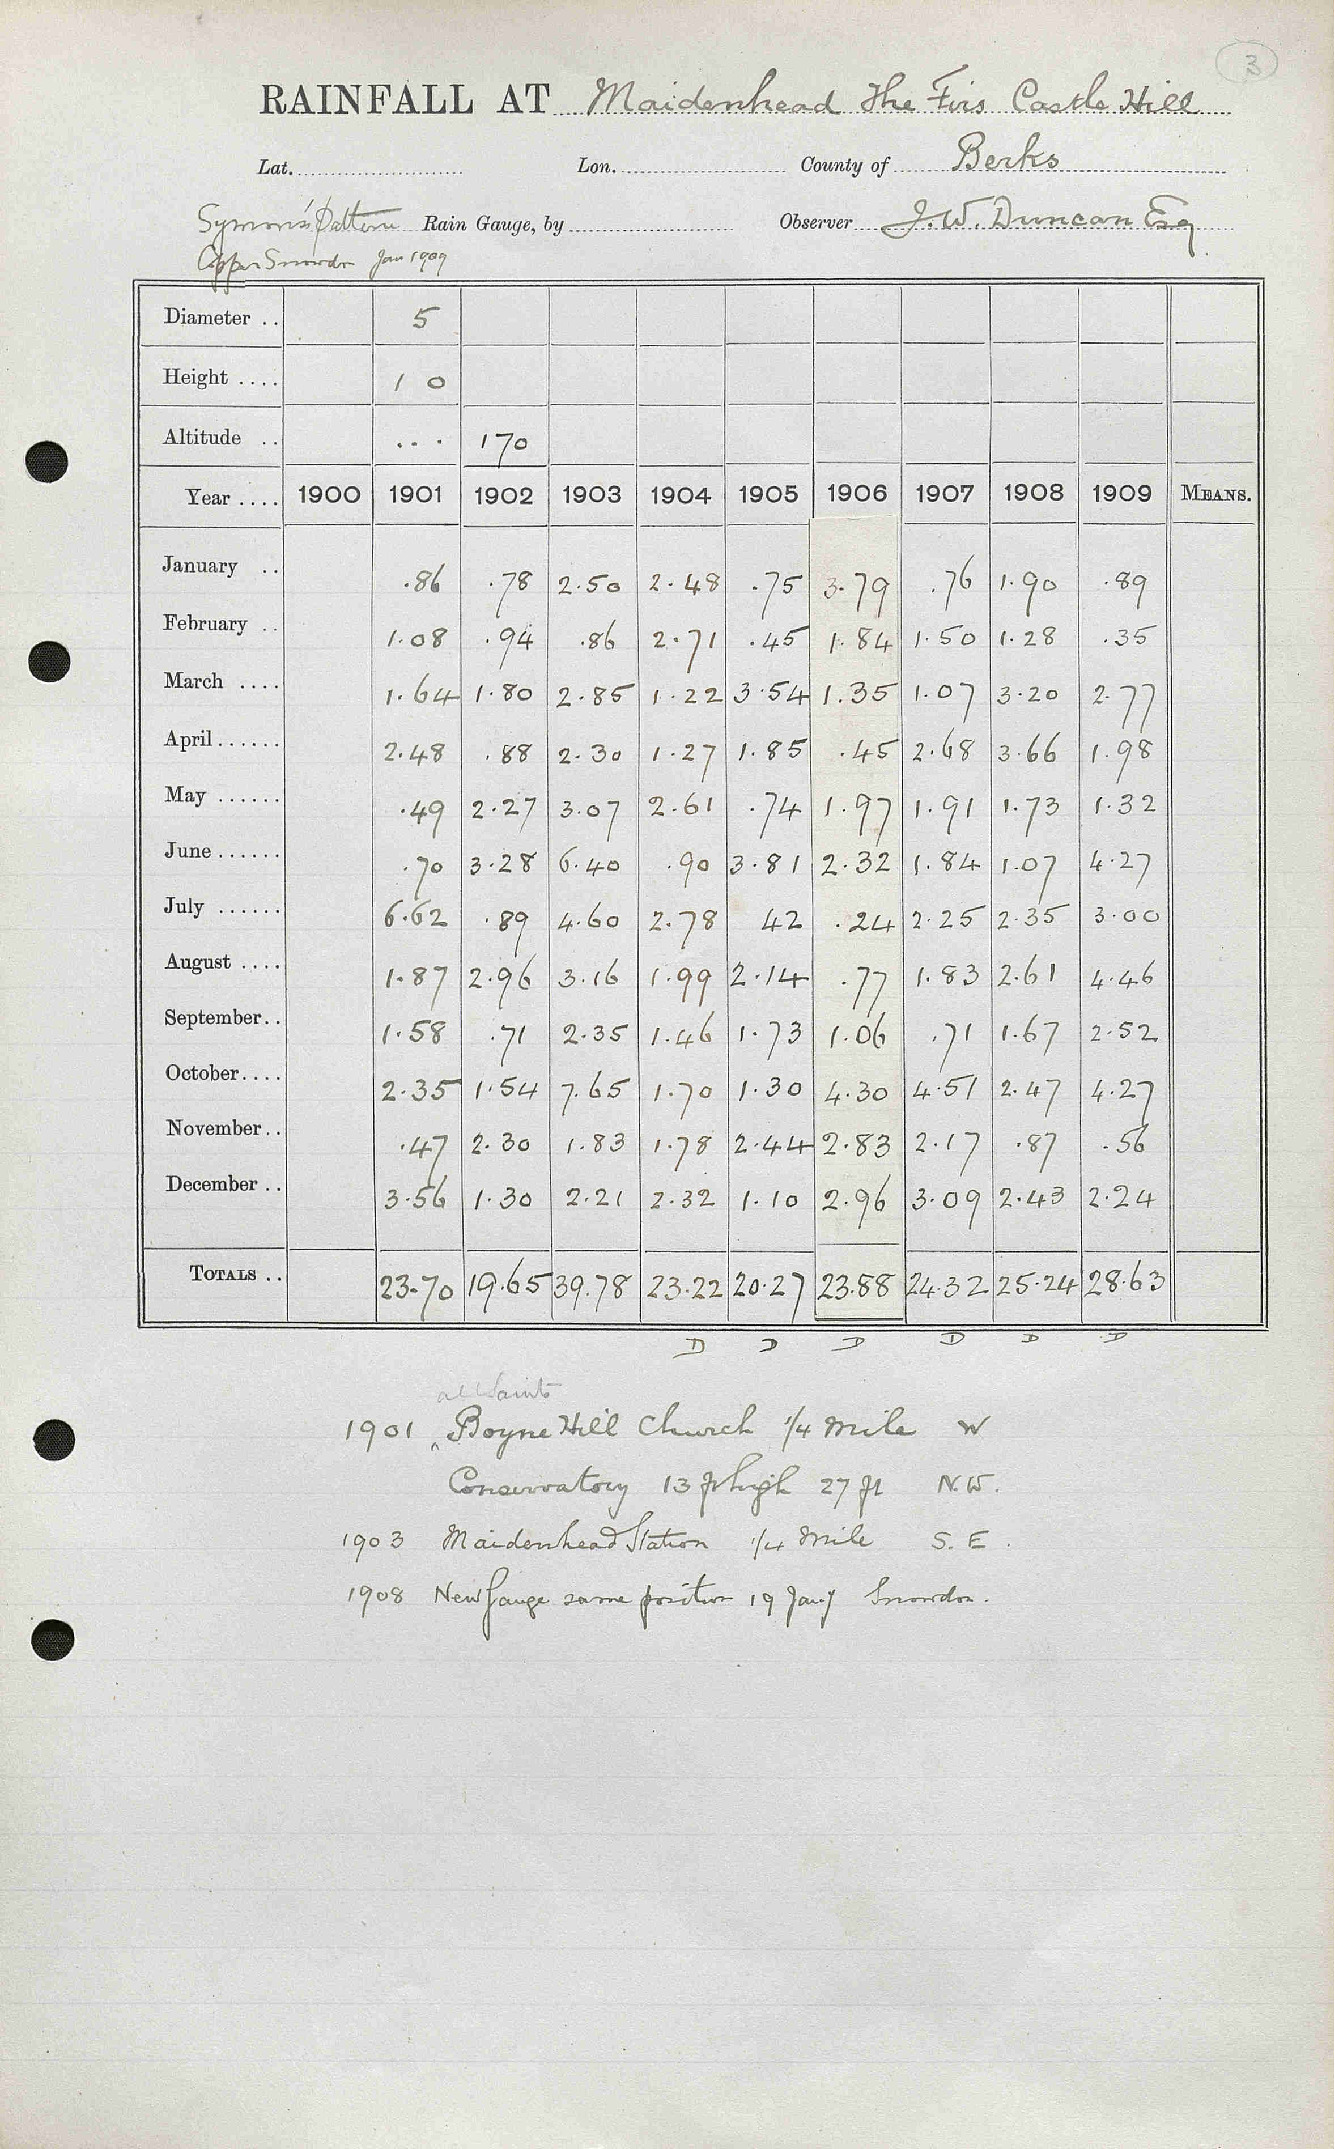 3
RAINFALL AT Maidenhead The Firs Castle Hill
Lat. Lon. County of Berks
Symons's Pattern Rain Gauge, by Observer J. W. Duncan Esq
Copper Snowdon Jan 1909
Diameter .. 5
Height .... 1 0
Altitude .. ... 170
Year .... 1900 1901 1902 1903 1904 1905 1906 1907 1908 1909 MEANS.
January .. .86 .78 2.50 2.48 .75 3.79 .76 1.90 .89
February .. 1.08 .94 .86 2.71 .45 1.84 1.50 1.28 .35
March .... 1.64 1.80 2.85 1.22 3.54 1.35 1.07 3.20 2.77
April ...... 2.48 .88 2.30 1.27 1.85 .45 2.68 3.66 1.98
May ...... .49 2.27 3.07 2.61 .74 1.97 1.91 1.73 1.32
June ...... .70 3.28 6.40 .90 3.81 2.32 1.84 1.07 4.27
July ...... 6.62 .89 4.60 2.78 42 .24 2.25 2.35 3.00
August .... 1.87 2.96 3.16 1.99 2.14 .77 1.83 2.61 4.46
September.. 1.58 .71 2.35 1.46 1.73 1.06 .71 1.67 2.52
October.... 2.35 1.54 7.65 1.70 1.30 4.30 4.51 2.47 4.27
November.. .47 2.30 1.83 1.78 2.44 2.83 2.17 .87 .56
December .. 3.56 1.30 2.21 2.32 1.10 2.96 3.09 2.43 2.24
TOTALS .. 23.70 19.65 39.78 23.22 20.27 23.88 24.32 25.24 28.63
D D D D D D
all Saints
1901 ^ Boyne Hill Church 1/4 Mile W
Conservatory 13 ft high 27 ft N.W.
1903 Maidenhead Station 1/4 Mile S.E.
1908 New gauge same position 19 Jany Snowdon.